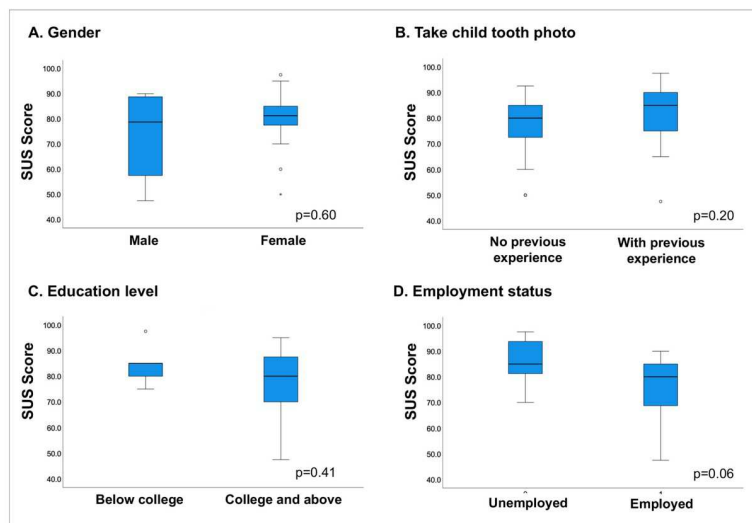 A. Gender
SUS Score
100.0
90.0
80.0
70.0
60.0
50.0
40.0
p=0.60
Male
Female
B. Take child tooth photo
SUS Score
100.0
90.0
80.0
70.0
60.0
50.0
40.0
p=0.20
No previous
experience
With previous
experience
C. Education level
SUS Score
100.0
90.0
80.0
70.0
60.0
50.0
40.0
p=0.41
Below college
College and above
D. Employment status
SUS Score
100.0
90.0
80.0
70.0
60.0
50.0
40.0
p=0.06
Unemployed
Employed